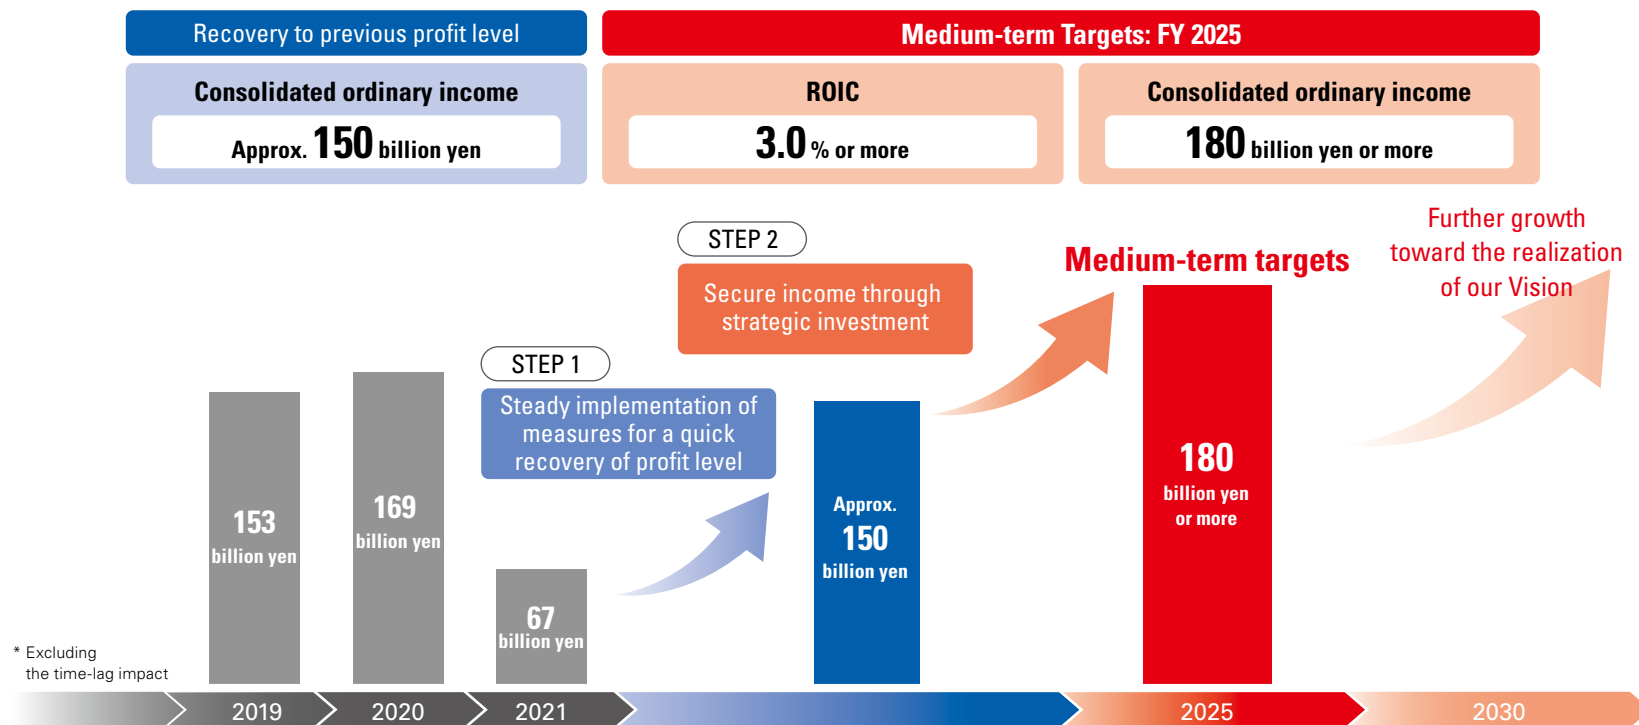 Recovery to previous profit level
Medium-term Targets: FY 2025
Consolidated ordinary income
Approx. 150 billion yen
ROIC
3.0 % or more
Consolidated ordinary income
180 billion yen or more
Further growth
toward the realization
of our Vision
STEP 2
Secure income through
strategic investment
Medium-term targets
STEP 1
Steady implementation of
measures for a quick
recovery of profit level
153
billion yen
169
billion yen
67
billion yen
Approx.
150
billion yen
180
billion yen
or more
* Excluding
the time-lag impact
2019
2020
2021
2025
2030